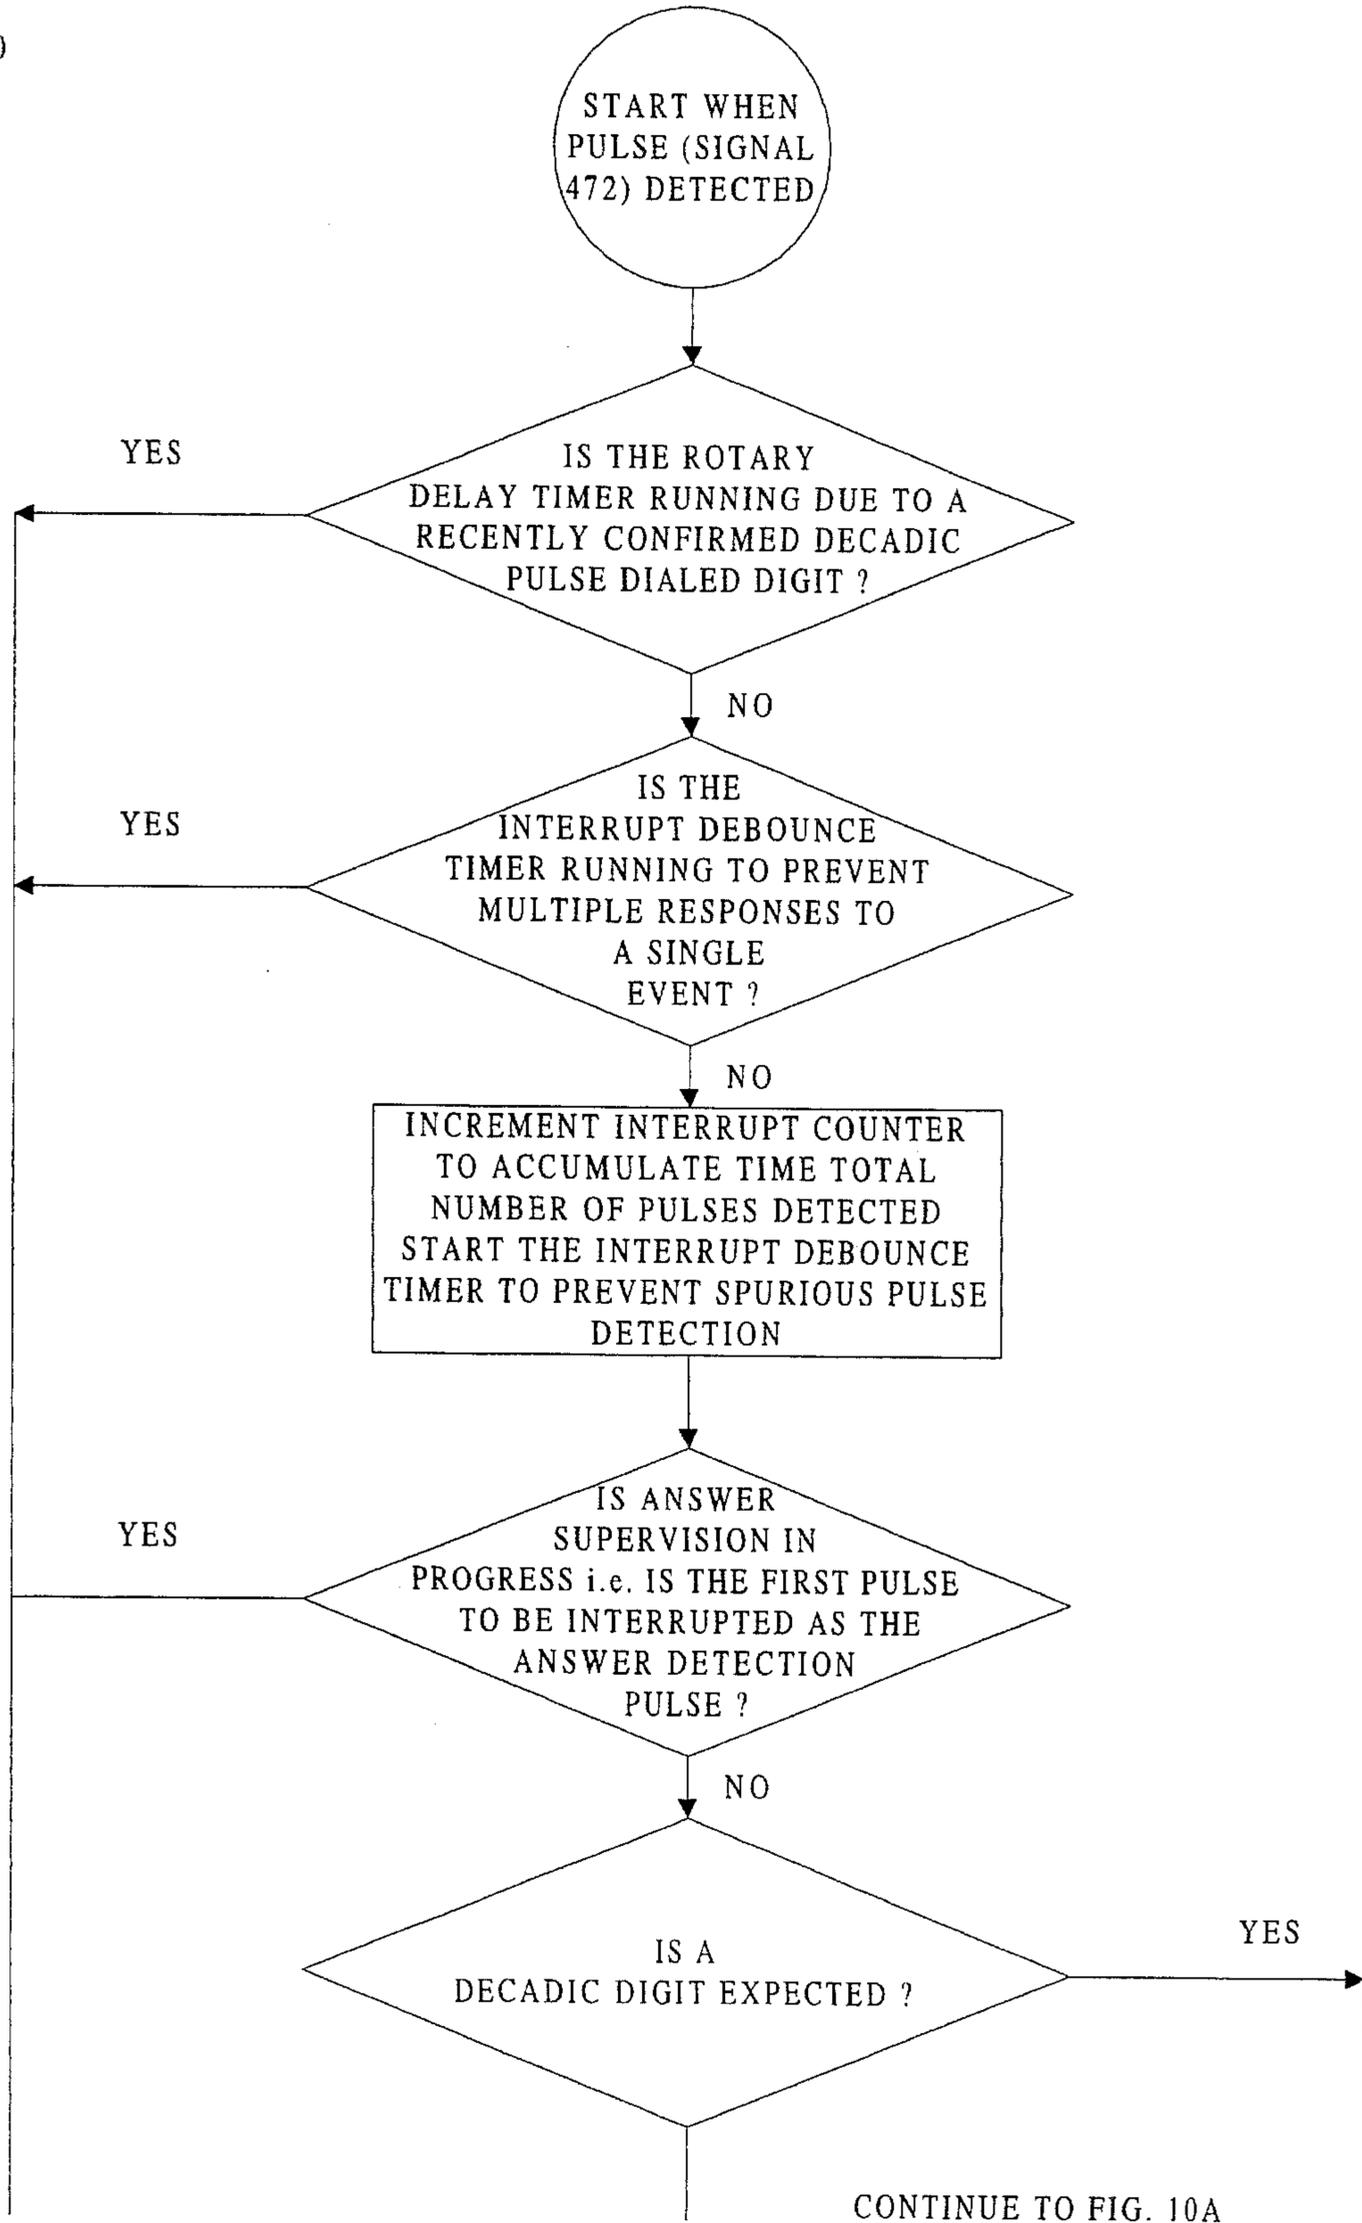 )
START WHEN
PULSE (SIGNAL
472) DETECTED
YES
IS THE ROTARY
DELAY TIMER RUNNING DUE TO A
RECENTLY CONFIRMED DECADIC
PULSE DIALED DIGIT ?
NO
YES
IS THE
INTERRUPT DEBOUNCE
TIMER RUNNING TO PREVENT
MULTIPLE RESPONSES TO
A SINGLE
EVENT ?
NO
INCREMENT INTERRUPT COUNTER
TO ACCUMULATE TIME TOTAL
NUMBER OF PULSES DETECTED
START THE INTERRUPT DEBOUNCE
TIMER TO PREVENT SPURIOUS PULSE
DETECTION
YES
IS ANSWER
SUPERVISION IN
PROGRESS i.e. IS THE FIRST PULSE
TO BE INTERRUPTED AS THE
ANSWER DETECTION
PULSE ?
NO
IS A
DECADIC DIGIT EXPECTED ?
YES
CONTINUE TO FIG. 10A